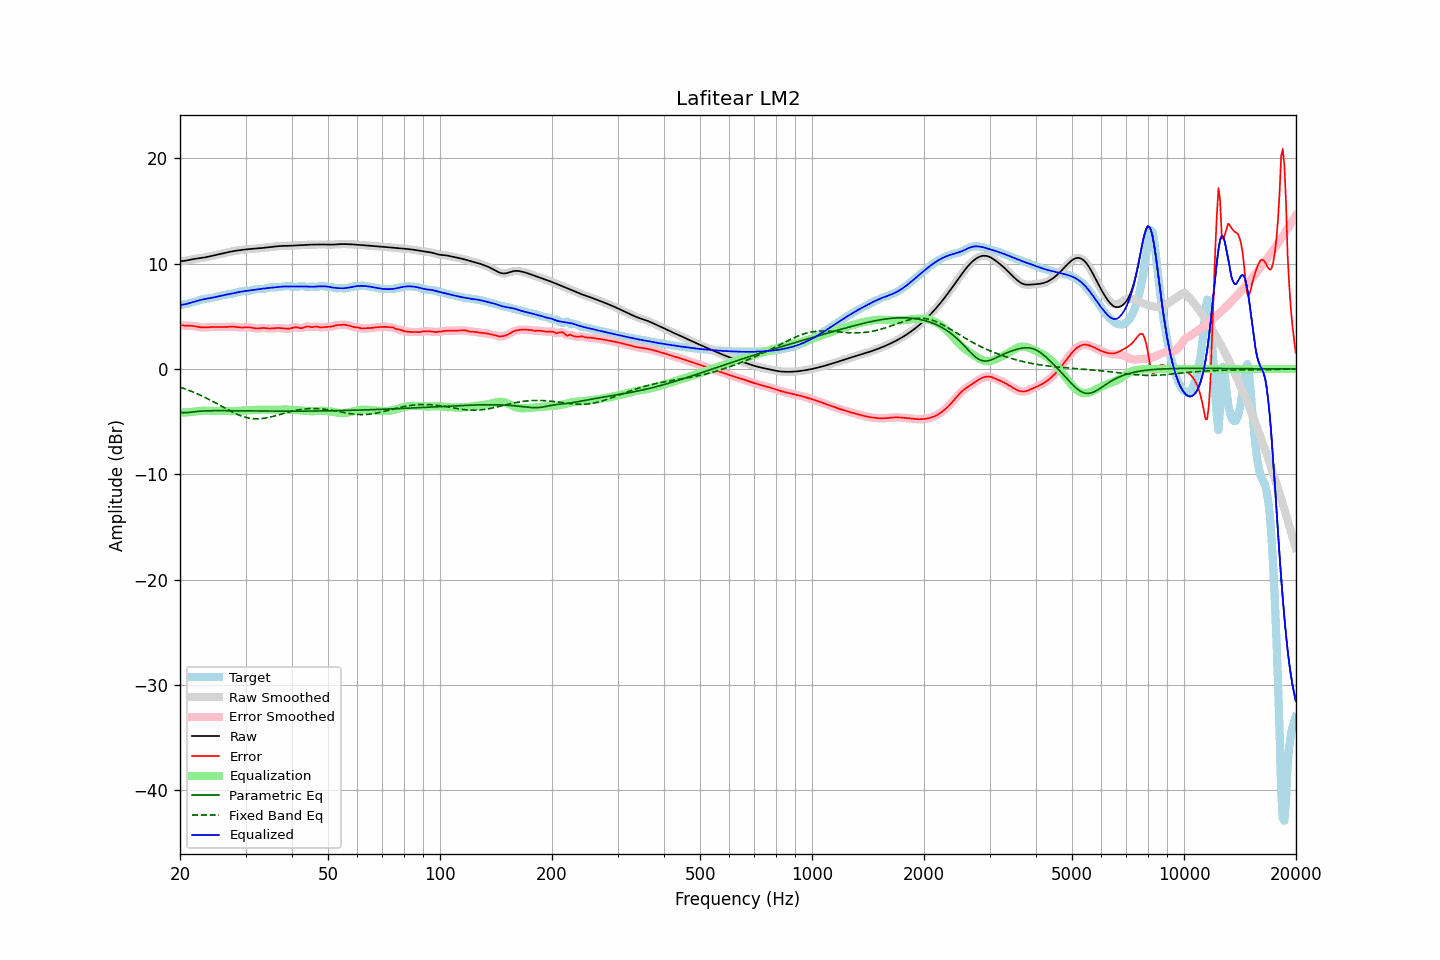 Lafitear LM2
20
10
0
−10
−20
−30
−40
Amplitude (dBr)
Target
Raw Smoothed
Error Smoothed
Raw
Error
Equalization
Parametric Eq
Fixed Band Eq
Equalized
20 50 100 200 500 1000 2000 5000 10000 20000
Frequency (Hz)